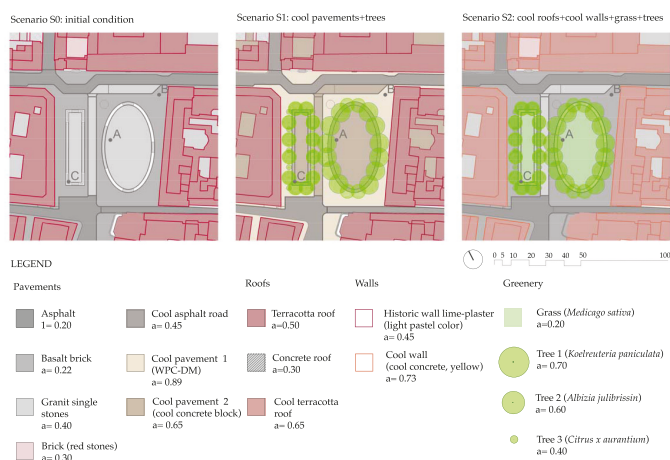 Scenario S0: initial condition
Scenario S1: cool pavements+trees
Scenario S2: cool roofs+cool walls+grass+trees
A
B
C
A
B
C
A
B
C
0 5 10 20 30 40 50 100
LEGEND
Pavements
Asphalt
1= 0.20
Basalt brick
a= 0.22
Granit single
stones
a= 0.40
Brick (red stones)
a= 0.30
Cool asphalt road
a= 0.45
Cool pavement 1
(WPC-DM)
a= 0.89
Cool pavement 2
(cool concrete block)
a= 0.65
Roofs
Terracotta roof
a=0.50
Concrete roof
a=0.30
Cool terracotta
roof
a= 0.65
Walls
Historic wall lime-plaster
(light pastel color)
a= 0.45
Cool wall
(cool concrete, yellow)
a= 0.73
Greenery
Grass (Medicago sativa)
a=0.20
Tree 1 (Koelreuteria paniculata)
a= 0.70
Tree 2 (Albizia julibrissin)
a= 0.60
Tree 3 (Citrus x aurantium)
a= 0.40